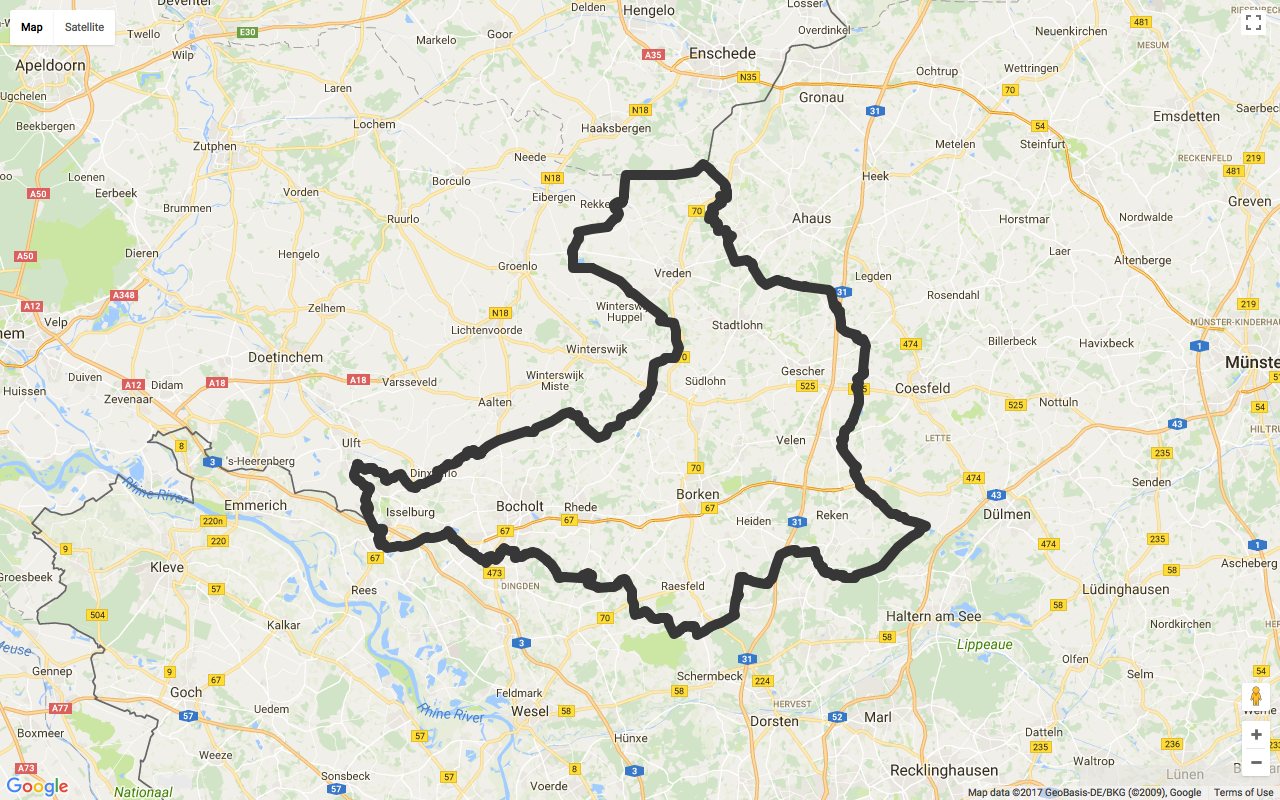 Deventer
Delden
Hengelo
Losser
RIESENBECK
Map
Satellite
Twello
E30
Goor
Overdinkel
481
Neuenkirchen
Markelo
Wilp
A35
Enschede
MESUM
Apeldoorn
N35
Ochtrup
Wettringen
Ugchelen
Laren
Gronau
70
31
N18
Saerbeck
Beekbergen
Lochem
Haaksbergen
54
Emsdetten
Zutphen
Metelen
Steinfurt
Neede
RECKENFELD
219
Loenen
Borculo
N18
Heek
481
Eerbeek
A50
Vorden
Eibergen
Greven
Brummen
Rekken
70
Ruurlo
Ahaus
Horstmar
Nordwalde
Laer
A50
Dieren
Hengelo
Groenlo
Vreden
Legden
Altenberge
A348
31
Rosendahl
A12
Zelhem
N18
Winterswijk
Huppel
219
Velp
Lichtenvoorde
Stadtlohn
MÜNSTER-KINDERHAUS
Billerbeck
Havixbeck
474
1
Doetinchem
Winterswijk
Münster
Duiven
Didam
A12
A18
A18
Varsseveld
Winterswijk
Miste
Südlohn
Gescher
525
Coesfeld
Huissen
Zevenaar
Aalten
525
Nottuln
54
43
HILTRUP
Ulft
Velen
LETTE
8
235
3
's-Heerenberg
70
474
Senden
Rhine River
Emmerich
Borken
43
Isselburg
Bocholt
Rhede
67
Reken
Dülmen
220n
67
67
Heiden
31
220
9
474
235
1
67
Ascheberg
Groesbeek
Kleve
473
58
57
Rees
DINGDEN
Raesfeld
Lüdinghausen
504
70
58
Haltern am See
Kalkar
Nordkirchen
58
3
Lippeaue
Meuse
31
Olfen
Gennep
9
67
Schermbeck
224
Selm
54
58
Goch
Feldmark
HERVEST
A77
57
Uedem
Rhine River
Wesel
58
52
Marl
Dorsten
Boxmeer
57
Hünxe
Datteln
235
236
Weeze
A73
8
3
Waltrop
Sonsbeck
57
57
Recklinghausen
Lünen
Voerde
Google
Nationaal
Map data ©2017 GeoBasis-DE/BKG (©2009), Google
Terms of Use